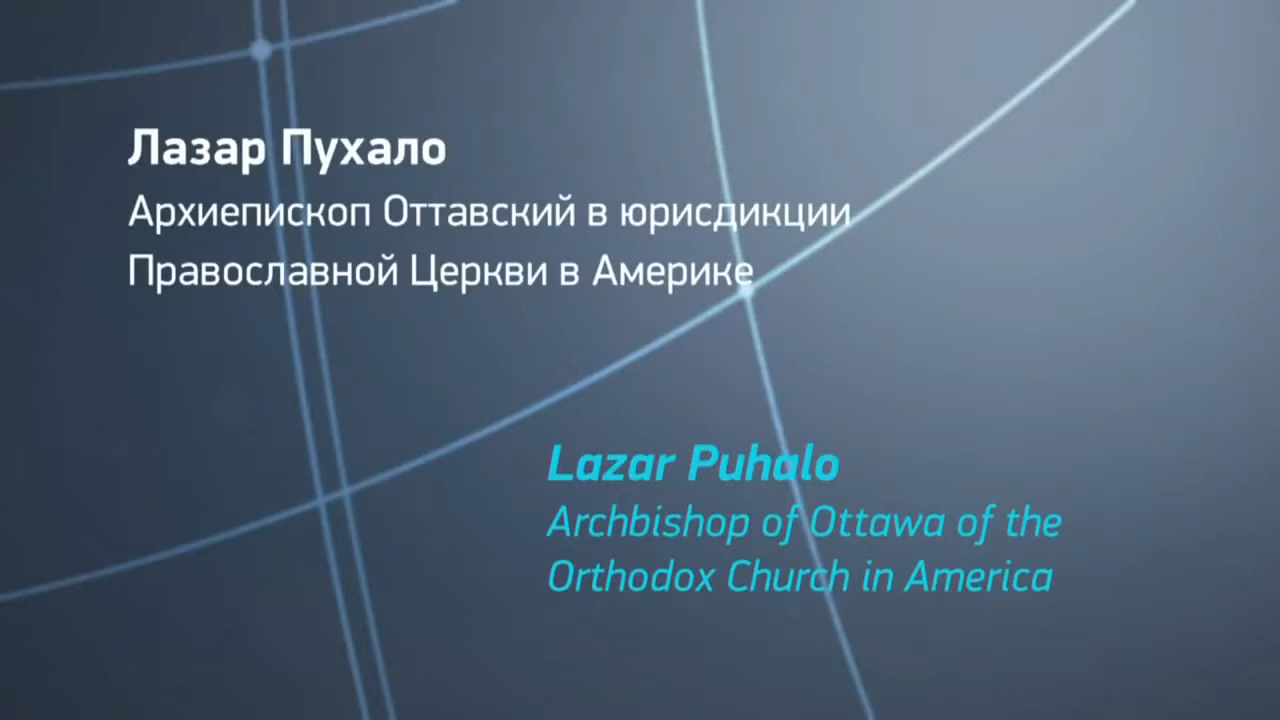 Лазар Пухало
Архиепископ Оттавский в юрисдикции
Православной Церкви в Америке
Lazar Puhalo
Archbishop of Ottawa of the
Orthodox Church in America